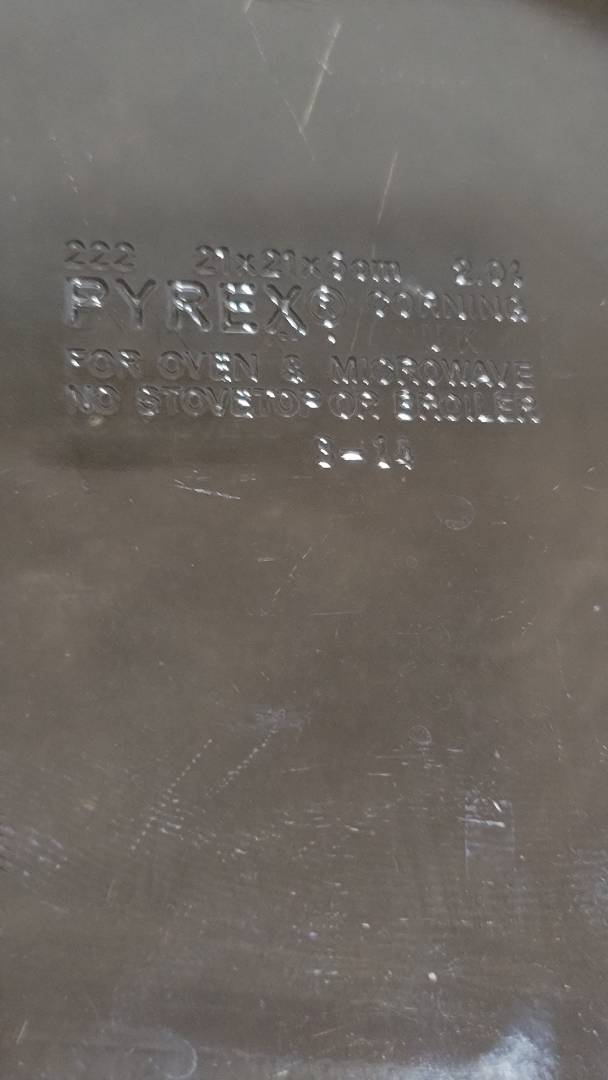 222 21x21x5cm 2.0ℓ
PYREX® CORNING
FOR OVEN & MICROWAVE
NO STOVETOP OR BROILER